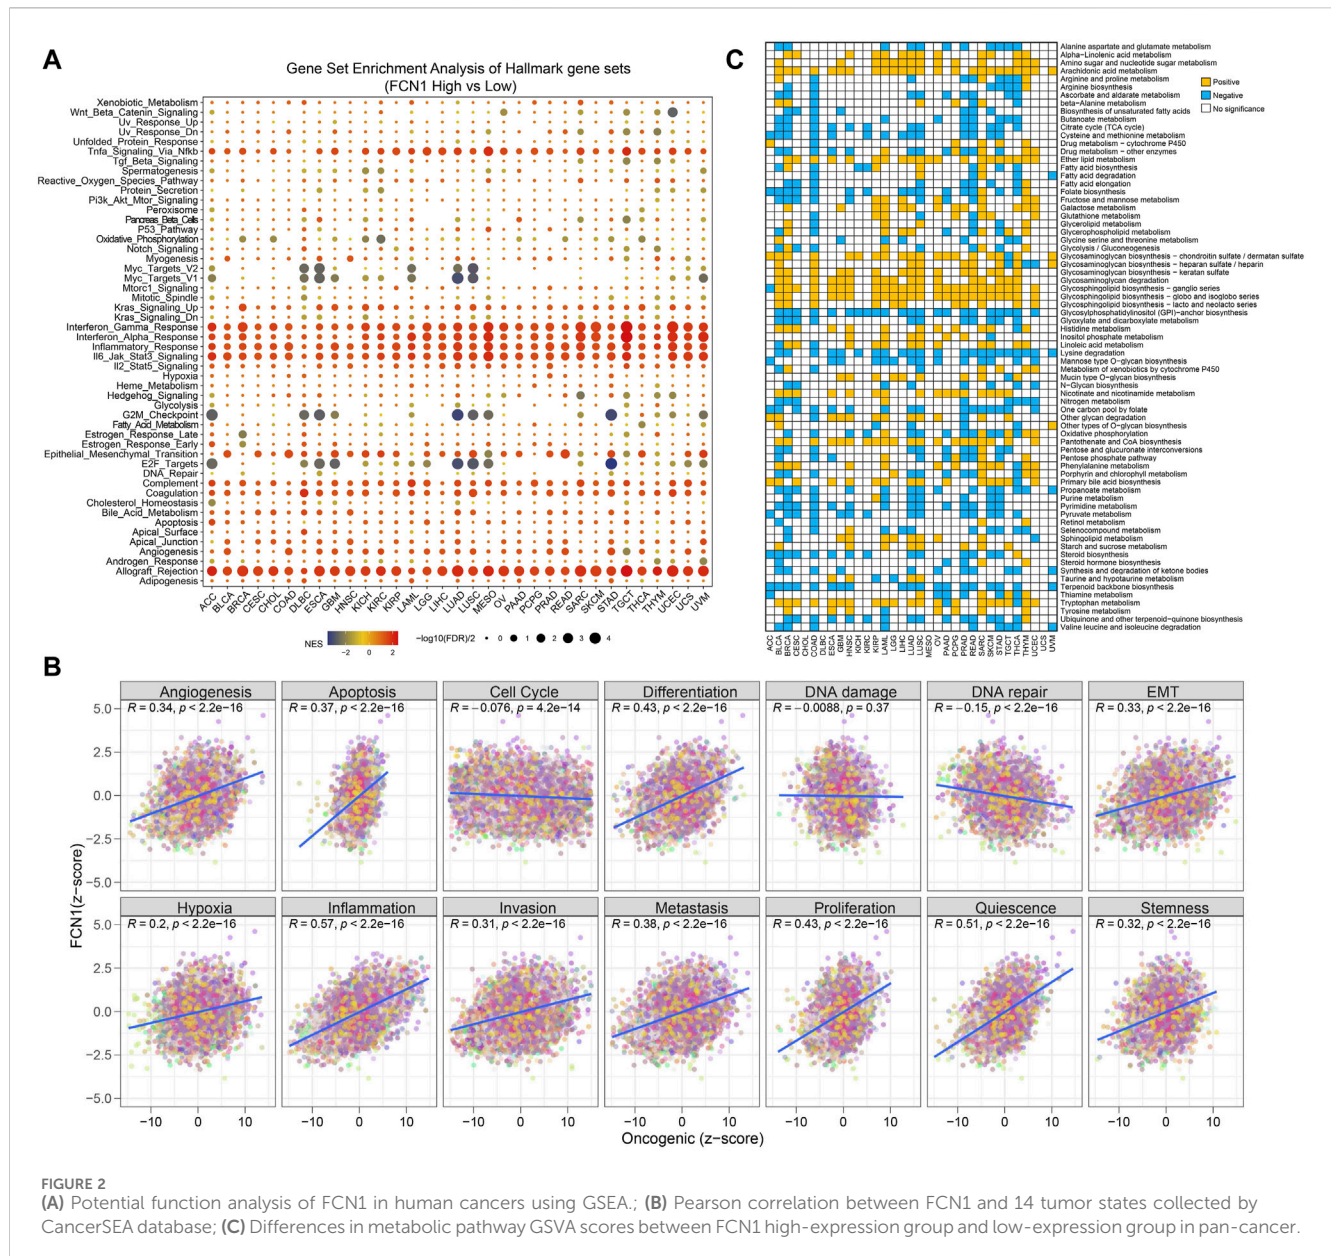 A
Gene Set Enrichment Analysis of Hallmark gene sets
(FCN1 High vs Low)
Xenobiotic_Metabolism
Wnt_Beta_Catenin_Signaling
Uv_Response_Up
Uv_Response_Dn
Unfolded_Protein_Response
Tnfa_Signaling_Via_Nfkb
Tgf_Beta_Signaling
Spermatogenesis
Reactive_Oxygen_Species_Pathway
Protein_Secretion
Pi3k_Akt_Mtor_Signaling
Peroxisome
Pancreas_Beta_Cells
P53_Pathway
Oxidative_Phosphorylation
Notch_Signaling
Myogenesis
Myc_Targets_V2
Myc_Targets_V1
Mtorc1_Signaling
Mitotic_Spindle
Kras_Signaling_Up
Kras_Signaling_Dn
Interferon_Gamma_Response
Interferon_Alpha_Response
Inflammatory_Response
Il6_Jak_Stat3_Signaling
Il2_Stat5_Signaling
Hypoxia
Heme_Metabolism
Hedgehog_Signaling
Glycolysis
G2M_Checkpoint
Fatty_Acid_Metabolism
Estrogen_Response_Late
Estrogen_Response_Early
Epithelial_Mesenchymal_Transition
E2F_Targets
DNA_Repair
Complement
Coagulation
Cholesterol_Homeostasis
Bile_Acid_Metabolism
Apoptosis
Apical_Surface
Apical_Junction
Angiogenesis
Androgen_Response
Allograft_Rejection
Adipogenesis
ACC BLCA BRCA CESC CHOL COAD DLBC ESCA GBM HNSC KICH KIRC KIRP LAML LGG LIHC LUAD LUSC MESO OV PAAD PCPG PRAD READ SARC SKCM STAD TGCT THCA THYM UCEC UCS UVM
NES −2 0 2
−log10(FDR)/2 0 1 2 3 4
C
Alanine aspartate and glutamate metabolism
Alpha−Linolenic acid metabolism
Amino sugar and nucleotide sugar metabolism
Arachidonic acid metabolism
Arginine and proline metabolism
Arginine biosynthesis
Ascorbate and aldarate metabolism
beta−Alanine metabolism
Biosynthesis of unsaturated fatty acids
Butanoate metabolism
Citrate cycle (TCA cycle)
Cysteine and methionine metabolism
Drug metabolism − cytochrome P450
Drug metabolism − other enzymes
Ether lipid metabolism
Fatty acid biosynthesis
Fatty acid degradation
Fatty acid elongation
Folate biosynthesis
Fructose and mannose metabolism
Galactose metabolism
Glutathione metabolism
Glycerolipid metabolism
Glycerophospholipid metabolism
Glycine serine and threonine metabolism
Glycolysis / Gluconeogenesis
Glycosaminoglycan biosynthesis − chondroitin sulfate / dermatan sulfate
Glycosaminoglycan biosynthesis − heparan sulfate / heparin
Glycosaminoglycan biosynthesis − keratan sulfate
Glycosaminoglycan degradation
Glycosphingolipid biosynthesis − ganglio series
Glycosphingolipid biosynthesis − globo and isoglobo series
Glycosphingolipid biosynthesis − lacto and neolacto series
Glycosylphosphatidylinositol (GPI)−anchor biosynthesis
Glyoxylate and dicarboxylate metabolism
Histidine metabolism
Inositol phosphate metabolism
Linoleic acid metabolism
Lysine degradation
Mannose type O−glycan biosynthesis
Metabolism of xenobiotics by cytochrome P450
Mucin type O−glycan biosynthesis
N−Glycan biosynthesis
Nicotinate and nicotinamide metabolism
Nitrogen metabolism
One carbon pool by folate
Other glycan degradation
Other types of O−glycan biosynthesis
Oxidative phosphorylation
Pantothenate and CoA biosynthesis
Pentose and glucuronate interconversions
Pentose phosphate pathway
Phenylalanine metabolism
Porphyrin and chlorophyll metabolism
Primary bile acid biosynthesis
Propanoate metabolism
Purine metabolism
Pyrimidine metabolism
Pyruvate metabolism
Retinol metabolism
Selenocompound metabolism
Sphingolipid metabolism
Starch and sucrose metabolism
Steroid biosynthesis
Steroid hormone biosynthesis
Synthesis and degradation of ketone bodies
Taurine and hypotaurine metabolism
Terpenoid backbone biosynthesis
Thiamine metabolism
Tryptophan metabolism
Tyrosine metabolism
Ubiquinone and other terpenoid−quinone biosynthesis
Valine leucine and isoleucine degradation
Positive
Negative
No significance
ACC BLCA BRCA CESC CHOL COAD DLBC ESCA GBM HNSC KICH KIRC KIRP LAML LGG LIHC LUAD LUSC MESO OV PAAD PCPG PRAD READ SARC SKCM STAD TGCT THCA THYM UCEC UCS UVM
B
Angiogenesis Apoptosis Cell Cycle Differentiation DNA damage DNA repair EMT
R = 0.34, p < 2.2e−16 R = 0.37, p < 2.2e−16 R = −0.076, p = 4.2e−14 R = 0.43, p < 2.2e−16 R = −0.0088, p = 0.37 R = −0.15, p < 2.2e−16 R = 0.33, p < 2.2e−16
5.0
2.5
0.0
−2.5
−5.0
FCN1(z−score)
Hypoxia Inflammation Invasion Metastasis Proliferation Quiescence Stemness
R = 0.2, p < 2.2e−16 R = 0.57, p < 2.2e−16 R = 0.31, p < 2.2e−16 R = 0.38, p < 2.2e−16 R = 0.43, p < 2.2e−16 R = 0.51, p < 2.2e−16 R = 0.32, p < 2.2e−16
5.0
2.5
0.0
−2.5
−5.0
−10 0 10 −10 0 10 −10 0 10 −10 0 10 −10 0 10 −10 0 10 −10 0 10
Oncogenic (z−score)
FIGURE 2
(A) Potential function analysis of FCN1 in human cancers using GSEA.; (B) Pearson correlation between FCN1 and 14 tumor states collected by
CancerSEA database; (C) Differences in metabolic pathway GSVA scores between FCN1 high-expression group and low-expression group in pan-cancer.